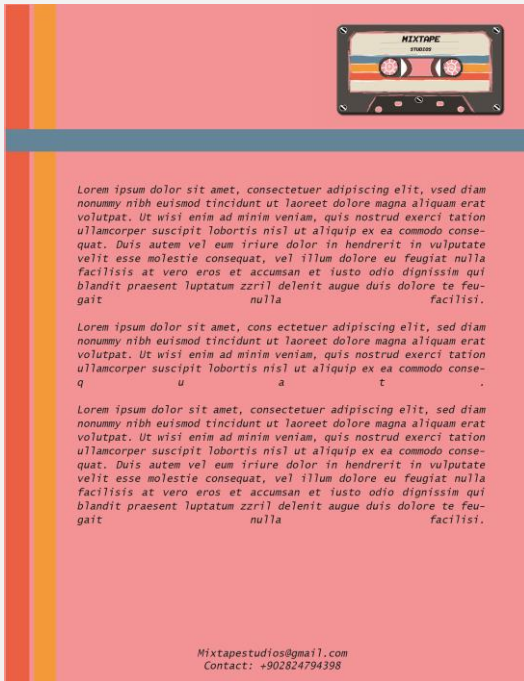 MIXTAPE
STUDIOS
Lorem ipsum dolor sit amet, consectetuer adipiscing elit, vsed diam
nonummy nibh euismod tincidunt ut laoreet dolore magna aliquam erat
volutpat. Ut wisi enim ad minim veniam, quis nostrud exerci tation
ullamcorper suscipit lobortis nisl ut aliquip ex ea commodo conse-
quat. Duis autem vel eum iriure dolor in hendrerit in vulputate
velit esse molestie consequat, vel illum dolore eu feugiat nulla
facilisis at vero eros et accumsan et iusto odio dignissim qui
blandit praesent luptatum zzril delenit augue duis dolore te feu-
gait nulla facilisi.
Lorem ipsum dolor sit amet, cons ectetuer adipiscing elit, sed diam
nonummy nibh euismod tincidunt ut laoreet dolore magna aliquam erat
volutpat. Ut wisi enim ad minim veniam, quis nostrud exerci tation
ullamcorper suscipit lobortis nisl ut aliquip ex ea commodo conse-
q u a t .
Lorem ipsum dolor sit amet, consectetuer adipiscing elit, sed diam
nonummy nibh euismod tincidunt ut laoreet dolore magna aliquam erat
volutpat. Ut wisi enim ad minim veniam, quis nostrud exerci tation
ullamcorper suscipit lobortis nisl ut aliquip ex ea commodo conse-
quat. Duis autem vel eum iriure dolor in hendrerit in vulputate
velit esse molestie consequat, vel illum dolore eu feugiat nulla
facilisis at vero eros et accumsan et iusto odio dignissim qui
blandit praesent luptatum zzril delenit augue duis dolore te feu-
gait nulla facilisi.
Mixtapestudios@gmail.com
Contact: +902824794398